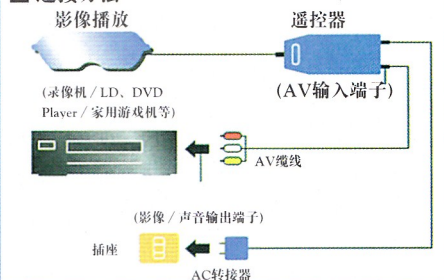 影像播放
遥控器
(录像机 / LD、DVD
Player / 家用游戏机等)
(AV输入端子)
AV缆线
(影像 / 声音输出端子)
插座
AC转接器